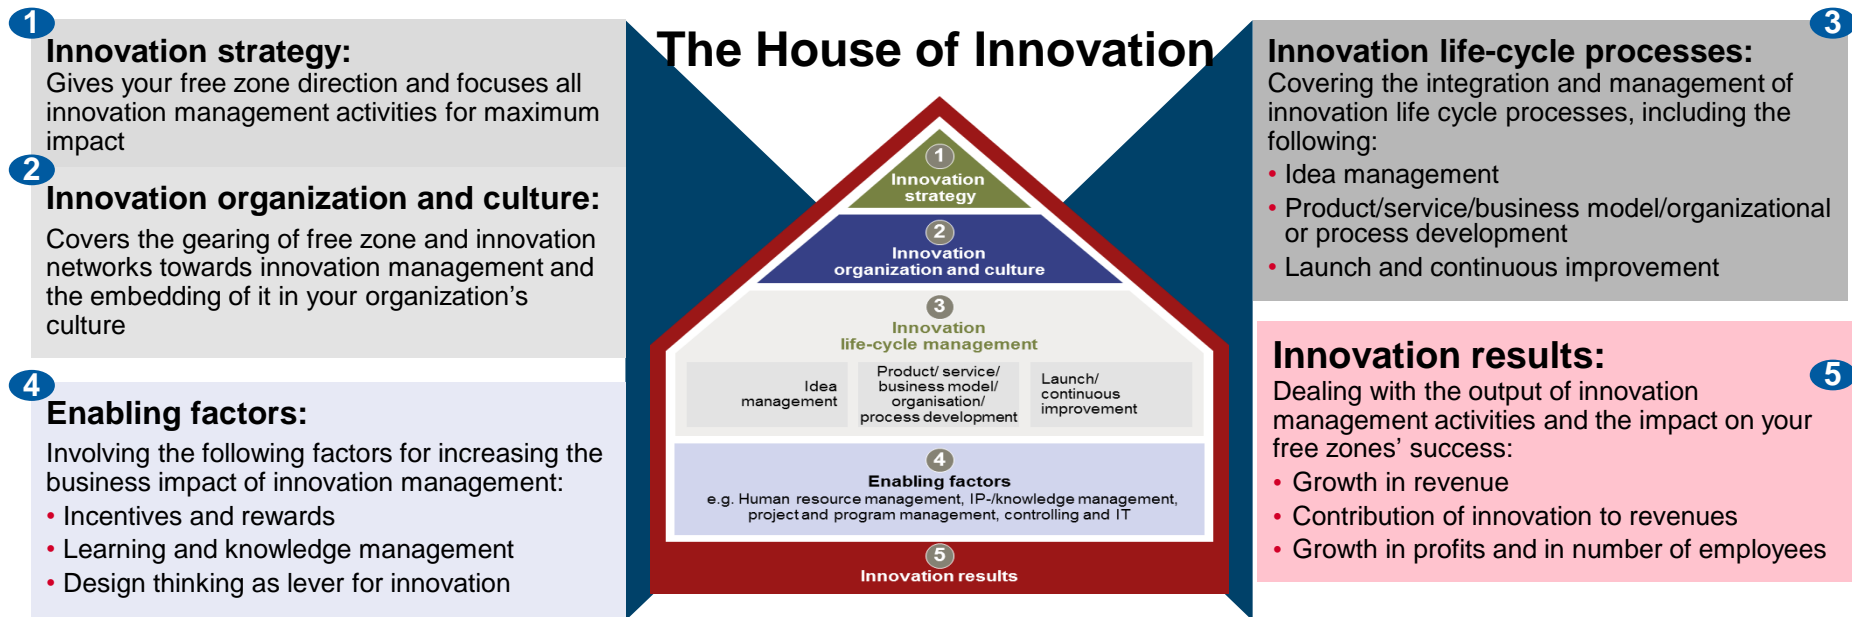 1
Innovation strategy:
Gives your free zone direction and focuses all
innovation management activities for maximum
impact
2
Innovation organization and culture:
Covers the gearing of free zone and innovation
networks towards innovation management and
the embedding of it in your organization's
culture
4
Enabling factors:
Involving the following factors for increasing the
business impact of innovation management:
• Incentives and rewards
• Learning and knowledge management
• Design thinking as lever for innovation
The House of Innovation
1
Innovation
strategy
2
Innovation
organization and culture
3
Innovation
life-cycle management
Idea
management
Product/ service/
business model/
organisation/
process development
Launch/
continuous
improvement
4
Enabling factors
e.g. Human resource management, IP-/knowledge management,
project and program management, controlling and IT
5
Innovation results
3
Innovation life-cycle processes:
Covering the integration and management of
innovation life cycle processes, including the
following:
• Idea management
• Product/service/business model/organizational
or process development
• Launch and continuous improvement
Innovation results:
5
Dealing with the output of innovation
management activities and the impact on your
free zones' success:
• Growth in revenue
• Contribution of innovation to revenues
• Growth in profits and in number of employees